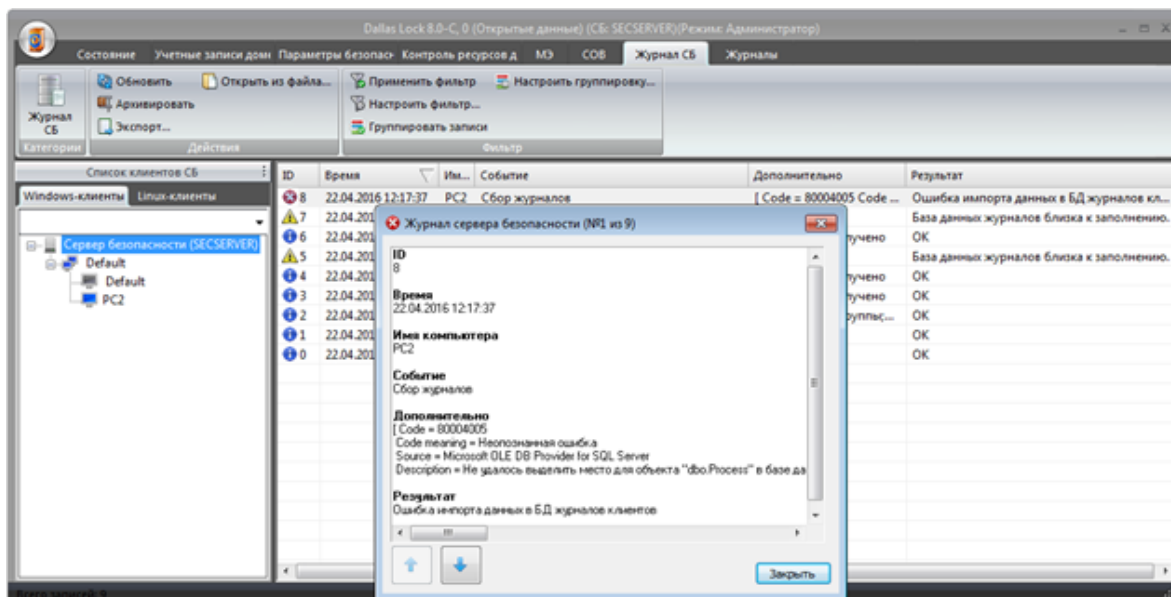 Dallas Lock 8.0-C, 0 (Открытые данные) (СБ: SECSERVER)(Режим: Администратор)
Состояние Учетные записи доме Параметры безопасн Контроль ресурсов д МЭ СОВ Журнал СБ Журналы
Обновить Открыть из файла... Применить фильтр Настроить группировку...
Архивировать Настроить фильтр...
Журнал СБ Экспорт... Группировать записи
Категории Действия Фильтр
Список клиентов СБ ID Время Им... Событие Дополнительно Результат
Windows-клиенты Linux-клиенты 8 22.04.2016 12:17:37 PC2 Сбор журналов [ Code = 80004005 Code ... Ошибка импорта данных в БД журналов кл...
7 22.04.201 База данных журналов близка к заполнению.
Сервер безопасности (SECSERVER) 6 22.04.201 лучено OK
Default 5 22.04.201 База данных журналов близка к заполнению.
Default 4 22.04.201 лучено OK
PC2 3 22.04.201 лучено OK
2 22.04.201 руппы;... OK
1 22.04.201 OK
0 22.04.201 OK
Журнал сервера безопасности (№1 из 9)
ID
8
Время
22.04.2016 12:17:37
Имя компьютера
PC2
Событие
Сбор журналов
Дополнительно
[ Code = 80004005
Code meaning = Неопознанная ошибка
Source = Microsoft OLE DB Provider for SQL Server
Description = Не удалось выделить место для объекта "dbo.Process" в базе да
Результат
Ошибка импорта данных в БД журналов клиентов
Закрыть
Всего записей: 9